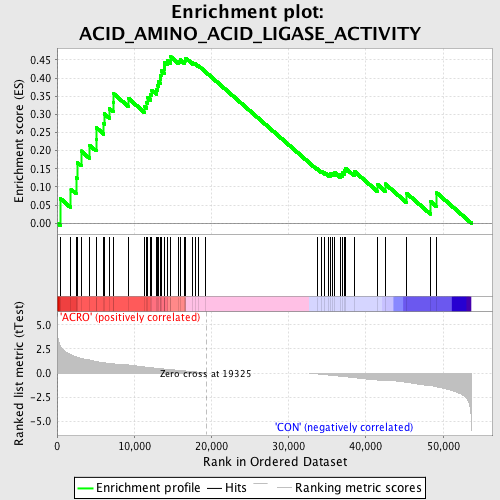 Enrichment plot:
ACID_AMINO_ACID_LIGASE_ACTIVITY
Enrichment score (ES)
0.45
0.40
0.35
0.30
0.25
0.20
0.15
0.10
0.05
0.00
'ACRO' (positively correlated)
Ranked list metric (tTest)
5.0
2.5
0.0
-2.5
-5.0
Zero cross at 19325
'CON' (negatively correlated)
0
10,000
20,000
30,000
40,000
50,000
Rank in Ordered Dataset
Enrichment profile
Hits
Ranking metric scores